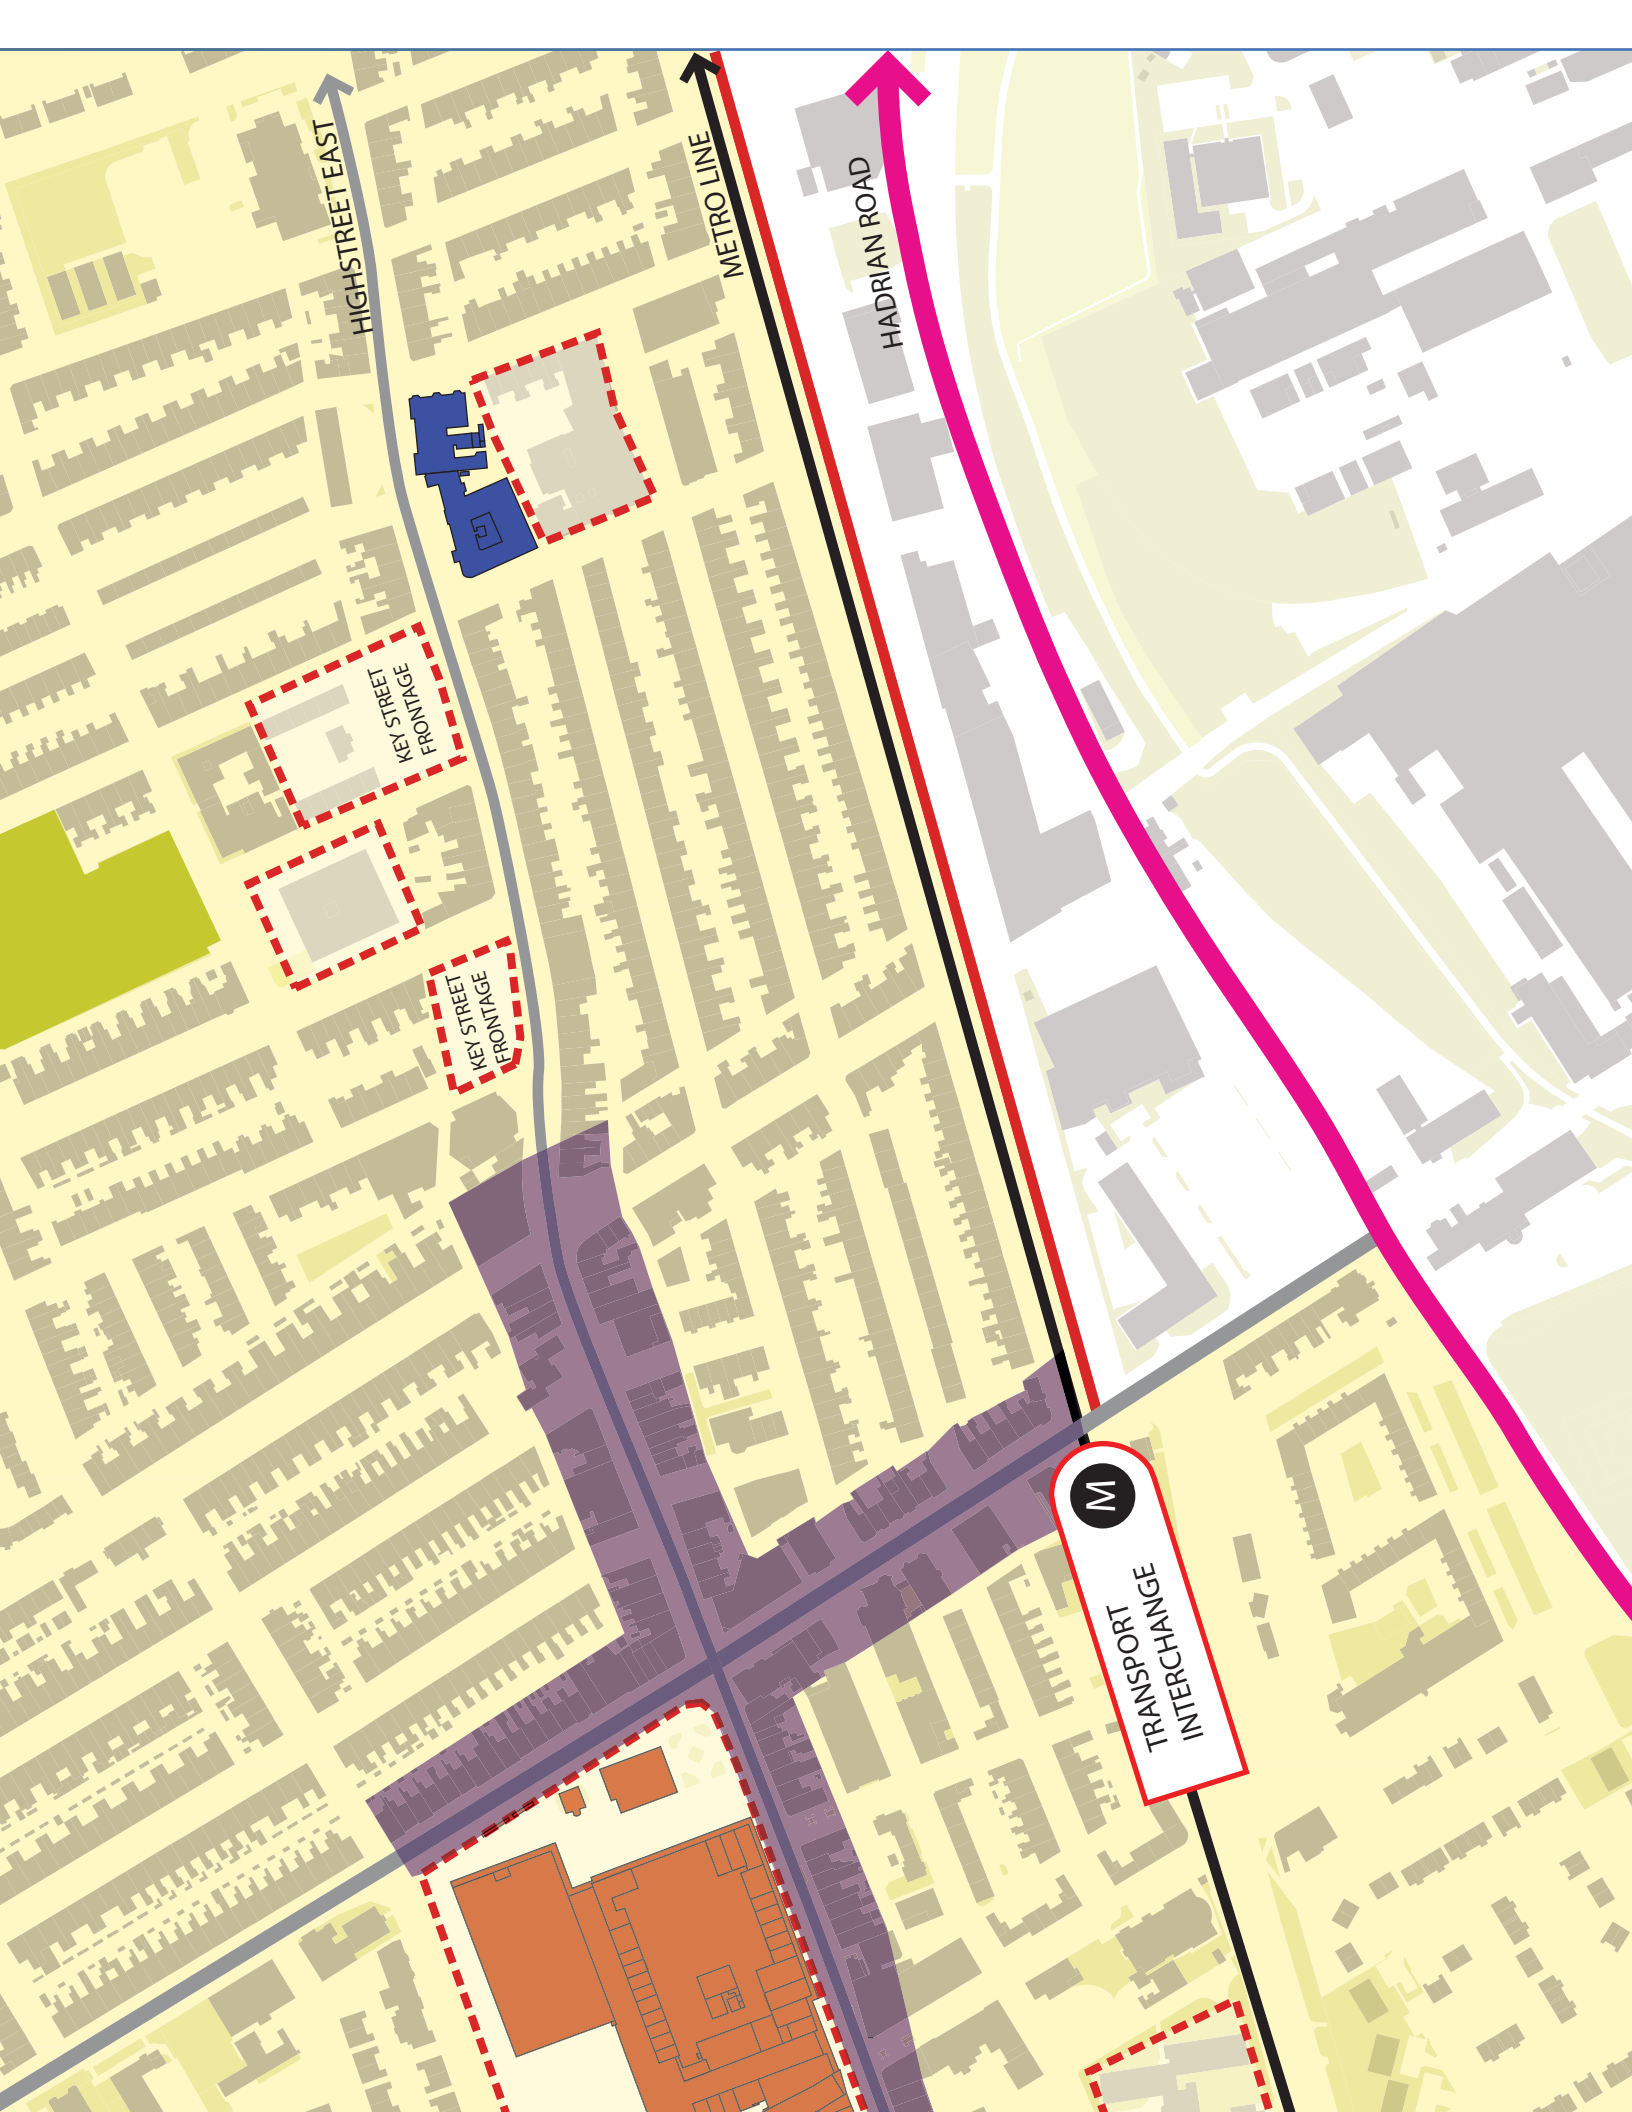 HIGHSTREET EAST
METRO LINE
HADRIAN ROAD
KEY STREET
FRONTAGE
KEY STREET
FRONTAGE
M
TRANSPORT
INTERCHANGE